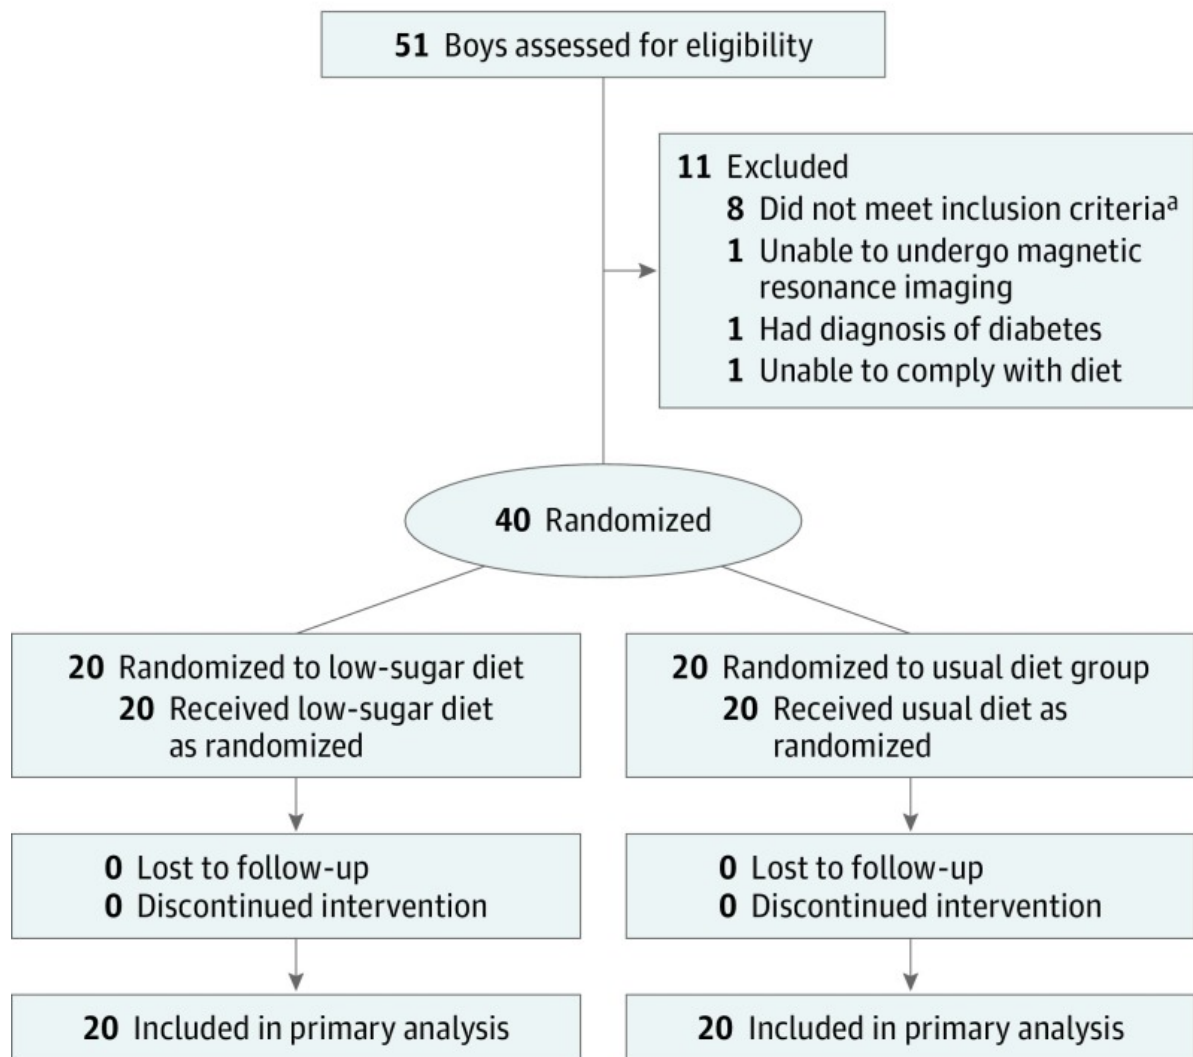 51 Boys assessed for eligibility
11 Excluded
8 Did not meet inclusion criteriaᵃ
1 Unable to undergo magnetic
resonance imaging
1 Had diagnosis of diabetes
1 Unable to comply with diet
40 Randomized
20 Randomized to low-sugar diet
20 Received low-sugar diet
as randomized
20 Randomized to usual diet group
20 Received usual diet as
randomized
0 Lost to follow-up
0 Discontinued intervention
0 Lost to follow-up
0 Discontinued intervention
20 Included in primary analysis
20 Included in primary analysis